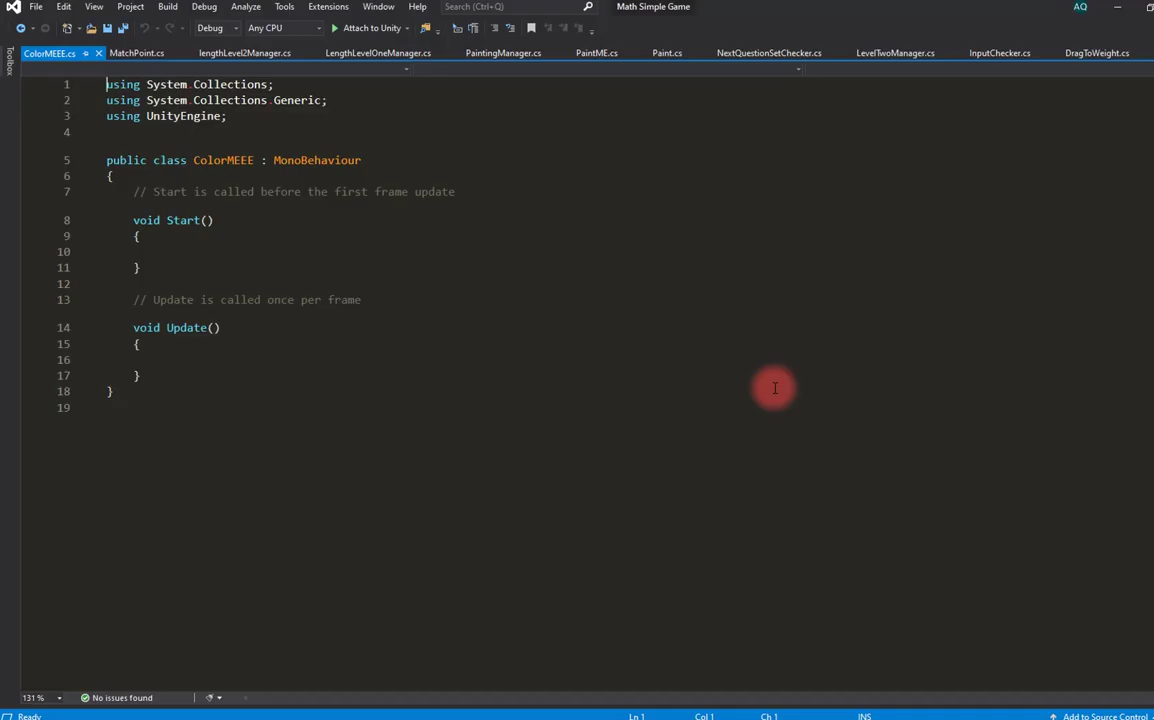 File Edit View Project Build Debug Analyze Tools Extensions Window Help Search (Ctrl+Q) Math Simple Game AQ
Debug Any CPU Attach to Unity
ColorMEEE.cs MatchPoint.cs lengthLevel2Manager.cs LengthLevelOneManager.cs PaintingManager.cs PaintME.cs Paint.cs NextQuestionSetChecker.cs LevelTwoManager.cs InputChecker.cs DragToWeight.cs
Toolbox
1 using System.Collections;
2 using System.Collections.Generic;
3 using UnityEngine;
4
5 public class ColorMEEE : MonoBehaviour
6 {
7 // Start is called before the first frame update
8 void Start()
9 {
10
11 }
12
13 // Update is called once per frame
14 void Update()
15 {
16
17 }
18 }
19
131 % No issues found
Ready Ln 1 Col 1 Ch 1 INS Add to Source Control